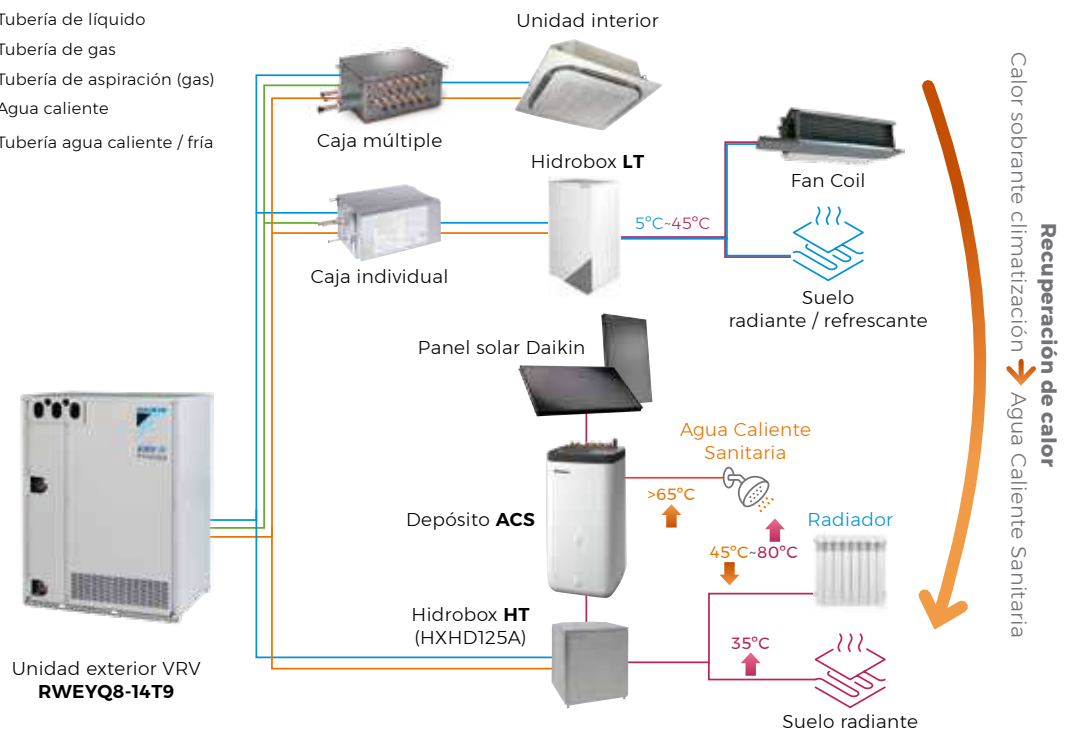 Tubería de líquido
Tubería de gas
Tubería de aspiración (gas)
Agua caliente
Tubería agua caliente / fría
Unidad interior
Caja múltiple
Hidrobox LT
Fan Coil
5°C~45°C
Caja individual
Suelo
radiante / refrescante
Panel solar Daikin
Agua Caliente
Sanitaria
>65°C
Depósito ACS
Radiador
45°C~80°C
Hidrobox HT
(HXHD125A)
35°C
Unidad exterior VRV
RWEYQ8-14T9
Suelo radiante
Recuperación de calor
Calor sobrante climatización Agua Caliente Sanitaria